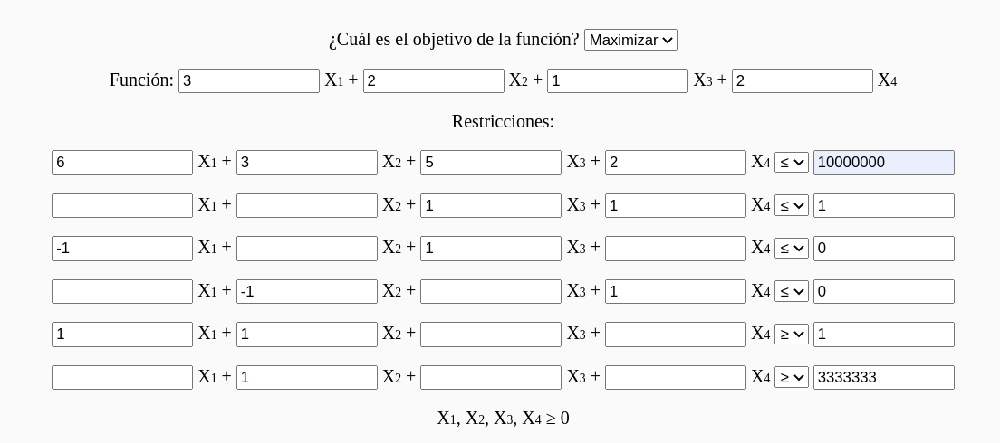 ¿Cuál es el objetivo de la función? Maximizar
Función: 3 X1 + 2 X2 + 1 X3 + 2 X4
Restricciones:
6 X1 + 3 X2 + 5 X3 + 2 X4 ≤ 10000000
X1 + X2 + 1 X3 + 1 X4 ≤ 1
-1 X1 + X2 + 1 X3 + X4 ≤ 0
X1 + -1 X2 + X3 + 1 X4 ≤ 0
1 X1 + 1 X2 + X3 + X4 ≥ 1
X1 + 1 X2 + X3 + X4 ≥ 3333333
X1, X2, X3, X4 ≥ 0